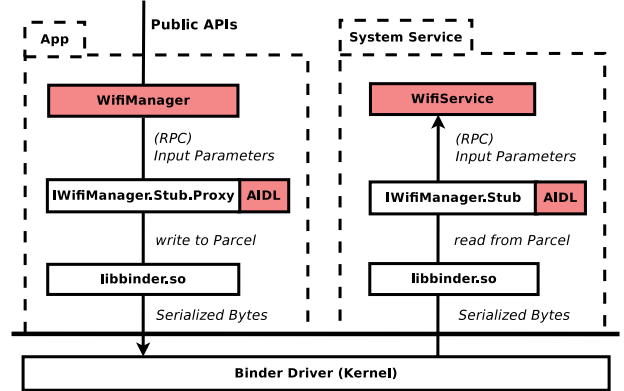 Public APIs
App
WifiManager
(RPC)
Input Parameters
IWifiManager.Stub.Proxy AIDL
write to Parcel
libbinder.so
Serialized Bytes
System Service
WifiService
(RPC)
Input Parameters
IWifiManager.Stub AIDL
read from Parcel
libbinder.so
Serialized Bytes
Binder Driver (Kernel)